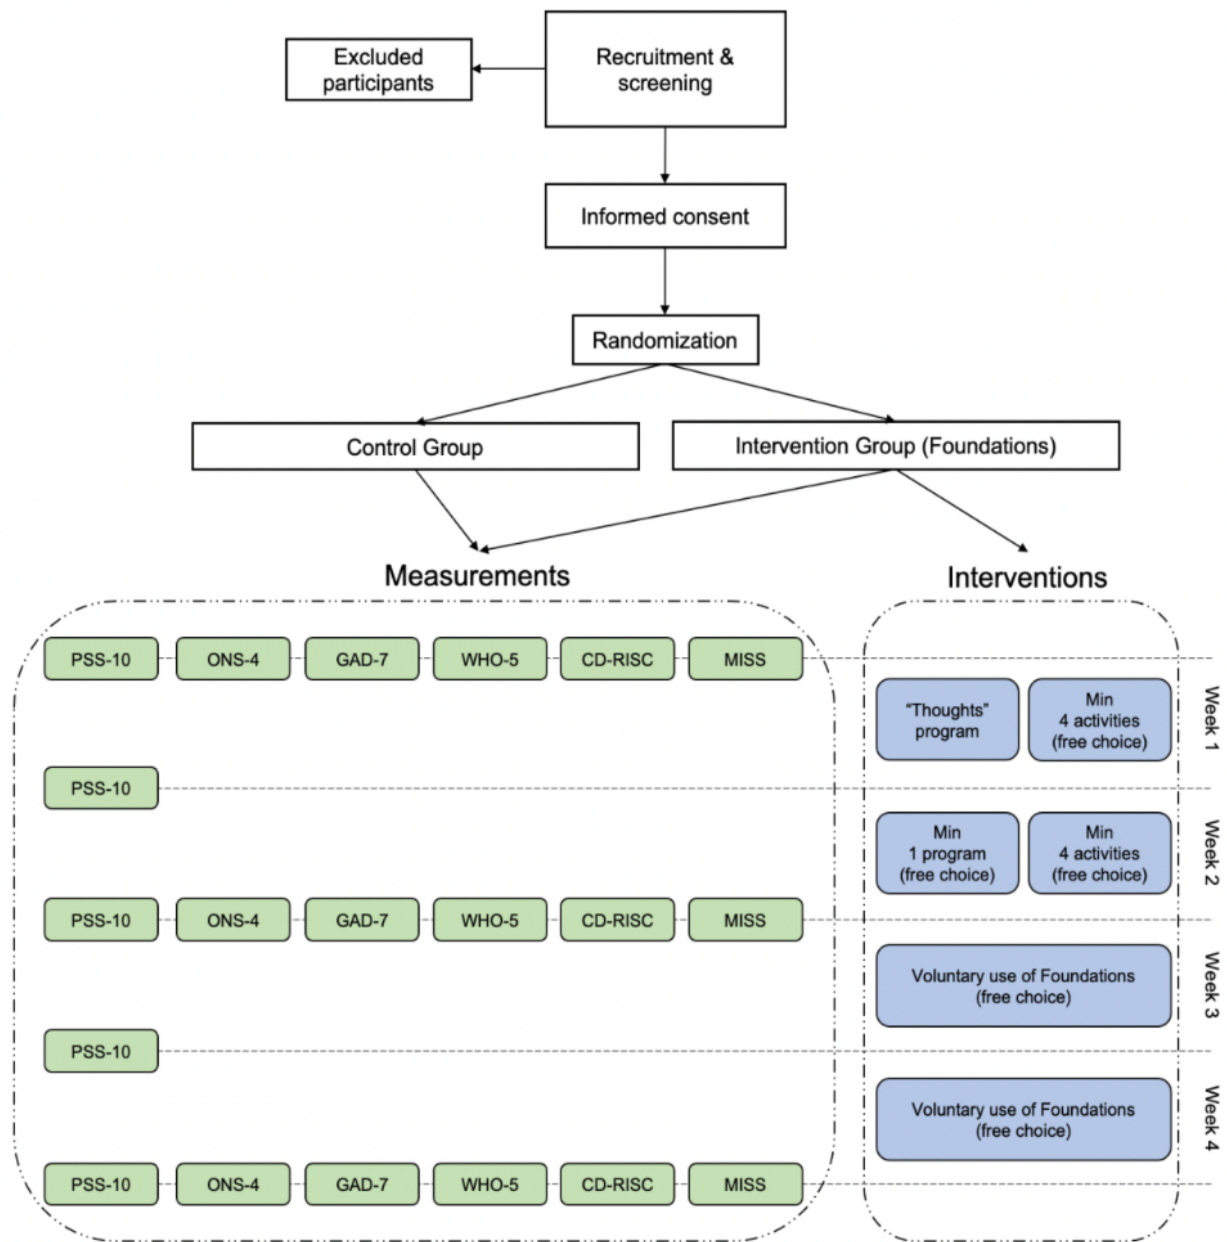 Excluded
participants
Recruitment &
screening
Informed consent
Randomization
Control Group
Intervention Group (Foundations)
Measurements
Interventions
PSS-10
ONS-4
GAD-7
WHO-5
CD-RISC
MISS
"Thoughts"
program
Min
4 activities
(free choice)
Week 1
PSS-10
Min
1 program
(free choice)
Min
4 activities
(free choice)
Week 2
PSS-10
ONS-4
GAD-7
WHO-5
CD-RISC
MISS
Voluntary use of Foundations
(free choice)
Week 3
PSS-10
Voluntary use of Foundations
(free choice)
Week 4
PSS-10
ONS-4
GAD-7
WHO-5
CD-RISC
MISS